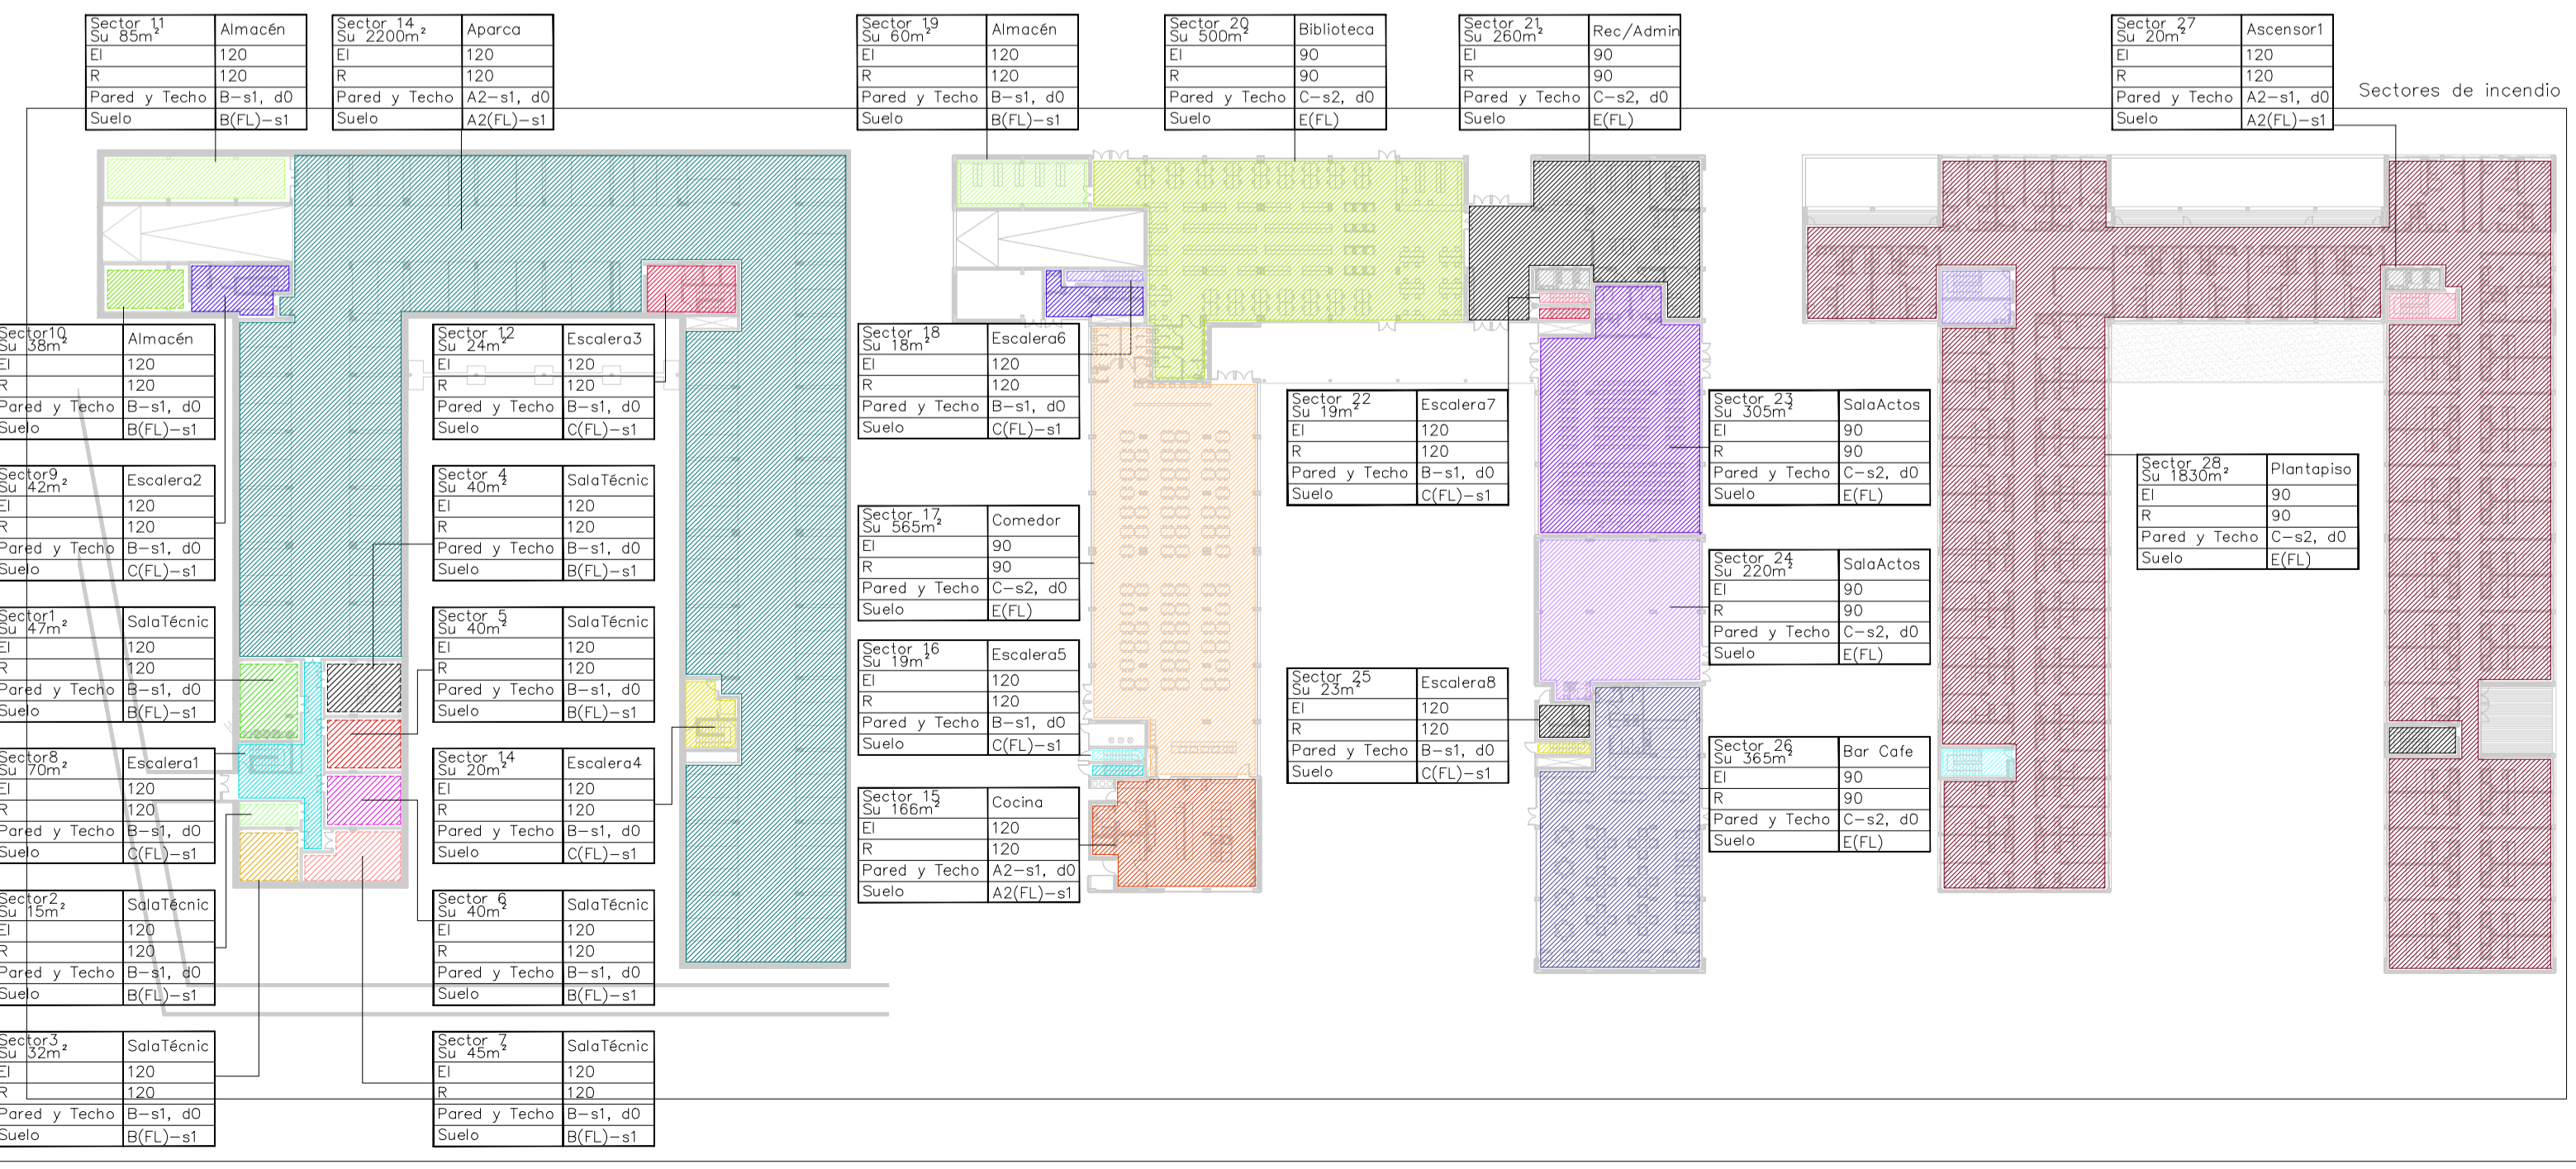 Sector 11 Almacén
Su 85m²
EI 120
R 120
Pared y Techo B-s1, d0
Suelo B(FL)-s1
Sector 14 Aparca
Su 2200m²
EI 120
R 120
Pared y Techo A2-s1, d0
Suelo A2(FL)-s1
Sector 19 Almacén
Su 60m²
EI 120
R 120
Pared y Techo B-s1, d0
Suelo B(FL)-s1
Sector 20 Biblioteca
Su 500m²
EI 90
R 90
Pared y Techo C-s2, d0
Suelo E(FL)
Sector 21 Rec/Admin
Su 260m²
EI 90
R 90
Pared y Techo C-s2, d0
Suelo E(FL)
Sector 27 Ascensor1
Su 20m²
EI 120
R 120
Pared y Techo A2-s1, d0
Suelo A2(FL)-s1
Sectores de incendio
Sector10 Almacén
Su 38m²
EI 120
R 120
Pared y Techo B-s1, d0
Suelo B(FL)-s1
Sector 12 Escalera3
Su 24m²
EI 120
R 120
Pared y Techo B-s1, d0
Suelo C(FL)-s1
Sector 18 Escalera6
Su 18m²
EI 120
R 120
Pared y Techo B-s1, d0
Suelo C(FL)-s1
Sector 22 Escalera7
Su 19m²
EI 120
R 120
Pared y Techo B-s1, d0
Suelo C(FL)-s1
Sector 23 SalaActos
Su 305m²
EI 90
R 90
Pared y Techo C-s2, d0
Suelo E(FL)
Sector 28 Plantapiso
Su 1830m²
EI 90
R 90
Pared y Techo C-s2, d0
Suelo E(FL)
Sector9 Escalera2
Su 42m²
EI 120
R 120
Pared y Techo B-s1, d0
Suelo C(FL)-s1
Sector 4 SalaTécnic
Su 40m²
EI 120
R 120
Pared y Techo B-s1, d0
Suelo B(FL)-s1
Sector 17 Comedor
Su 565m²
EI 90
R 90
Pared y Techo C-s2, d0
Suelo E(FL)
Sector 24 SalaActos
Su 220m²
EI 90
R 90
Pared y Techo C-s2, d0
Suelo E(FL)
Sector1 SalaTécnic
Su 47m²
EI 120
R 120
Pared y Techo B-s1, d0
Suelo B(FL)-s1
Sector 5 SalaTécnic
Su 40m²
EI 120
R 120
Pared y Techo B-s1, d0
Suelo B(FL)-s1
Sector 16 Escalera5
Su 19m²
EI 120
R 120
Pared y Techo B-s1, d0
Suelo C(FL)-s1
Sector 25 Escalera8
Su 23m²
EI 120
R 120
Pared y Techo B-s1, d0
Suelo C(FL)-s1
Sector 26 Bar Cafe
Su 365m²
EI 90
R 90
Pared y Techo C-s2, d0
Suelo E(FL)
Sector8 Escalera1
Su 70m²
EI 120
R 120
Pared y Techo B-s1, d0
Suelo C(FL)-s1
Sector 14 Escalera4
Su 20m²
EI 120
R 120
Pared y Techo B-s1, d0
Suelo C(FL)-s1
Sector 15 Cocina
Su 166m²
EI 120
R 120
Pared y Techo A2-s1, d0
Suelo A2(FL)-s1
Sector2 SalaTécnic
Su 15m²
EI 120
R 120
Pared y Techo B-s1, d0
Suelo B(FL)-s1
Sector 6 SalaTécnic
Su 40m²
EI 120
R 120
Pared y Techo B-s1, d0
Suelo B(FL)-s1
Sector3 SalaTécnic
Su 32m²
EI 120
R 120
Pared y Techo B-s1, d0
Suelo B(FL)-s1
Sector 7 SalaTécnic
Su 45m²
EI 120
R 120
Pared y Techo B-s1, d0
Suelo B(FL)-s1